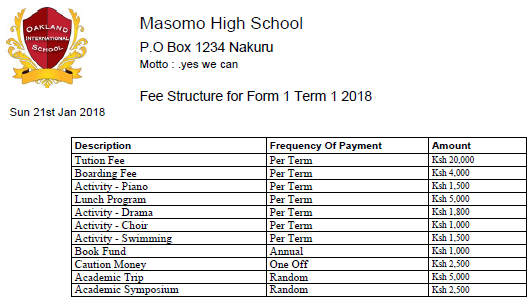 OAKLAND
INTERNATIONAL
SCHOOL
Masomo High School
P.O Box 1234 Nakuru
Motto : .yes we can
Fee Structure for Form 1 Term 1 2018
Sun 21st Jan 2018
Description Frequency Of Payment Amount
Tution Fee Per Term Ksh 20,000
Boarding Fee Per Term Ksh 4,000
Activity - Piano Per Term Ksh 1,500
Lunch Program Per Term Ksh 5,000
Activity - Drama Per Term Ksh 1,800
Activity - Choir Per Term Ksh 1,000
Activity - Swimming Per Term Ksh 1,500
Book Fund Annual Ksh 1,000
Caution Money One Off Ksh 2,500
Academic Trip Random Ksh 5,000
Academic Symposium Random Ksh 2,500